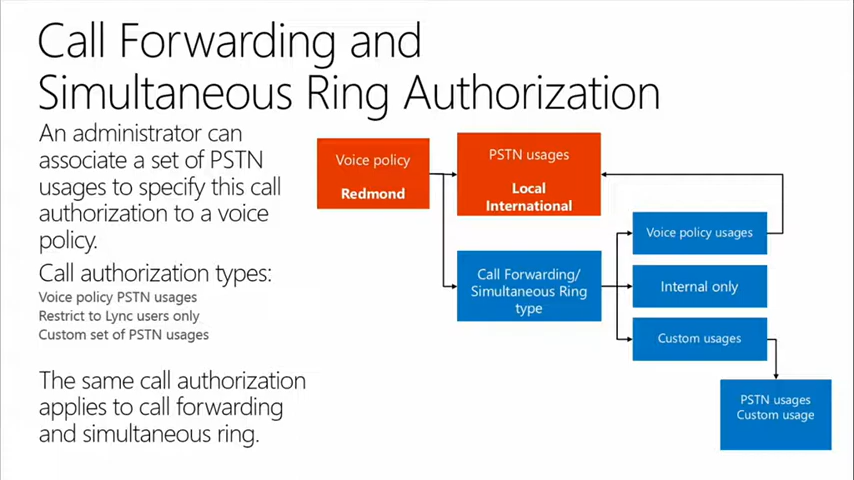 Call Forwarding and
Simultaneous Ring Authorization
An administrator can
associate a set of PSTN
usages to specify this call
authorization to a voice
policy.
Call authorization types:
Voice policy PSTN usages
Restrict to Lync users only
Custom set of PSTN usages
The same call authorization
applies to call forwarding
and simultaneous ring.
Voice policy
Redmond
PSTN usages
Local
International
Call Forwarding/
Simultaneous Ring
type
Voice policy usages
Internal only
Custom usages
PSTN usages
Custom usage